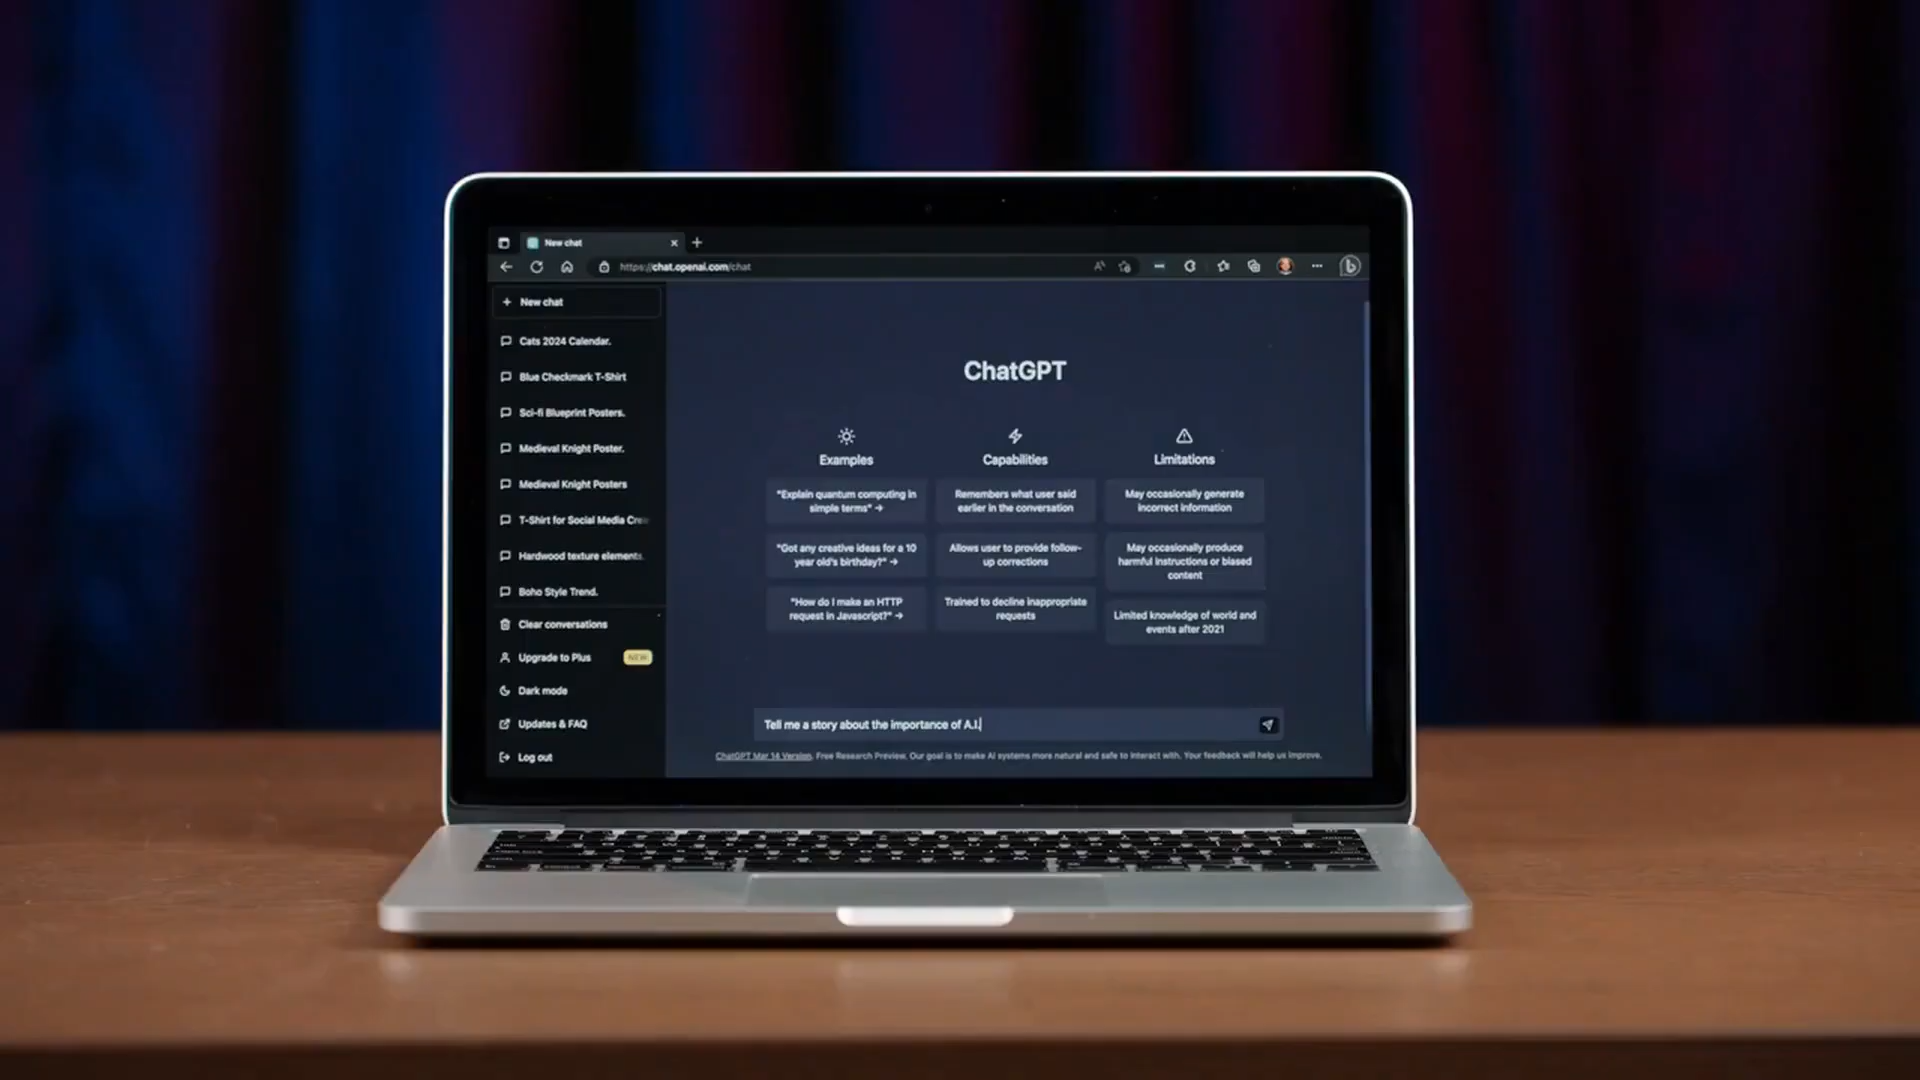 New chat
https://chat.openai.com/chat
New chat
Cats 2024 Calendar.
Blue Checkmark T-Shirt
Sci-fi Blueprint Posters.
Medieval Knight Poster.
Medieval Knight Posters
T-Shirt for Social Media Cre
Hardwood texture elements.
Boho Style Trend.
Clear conversations
Upgrade to Plus
NEW
Dark mode
Updates & FAQ
Log out
ChatGPT
Examples
"Explain quantum computing in
simple terms" →
"Got any creative ideas for a 10
year old's birthday?" →
"How do I make an HTTP
request in Javascript?" →
Capabilities
Remembers what user said
earlier in the conversation
Allows user to provide follow-
up corrections
Trained to decline inappropriate
requests
Limitations
May occasionally generate
incorrect information
May occasionally produce
harmful instructions or biased
content
Limited knowledge of world and
events after 2021
Tell me a story about the importance of A.I.
ChatGPT Mar 14 Version. Free Research Preview. Our goal is to make AI systems more natural and safe to interact with. Your feedback will help us improve.